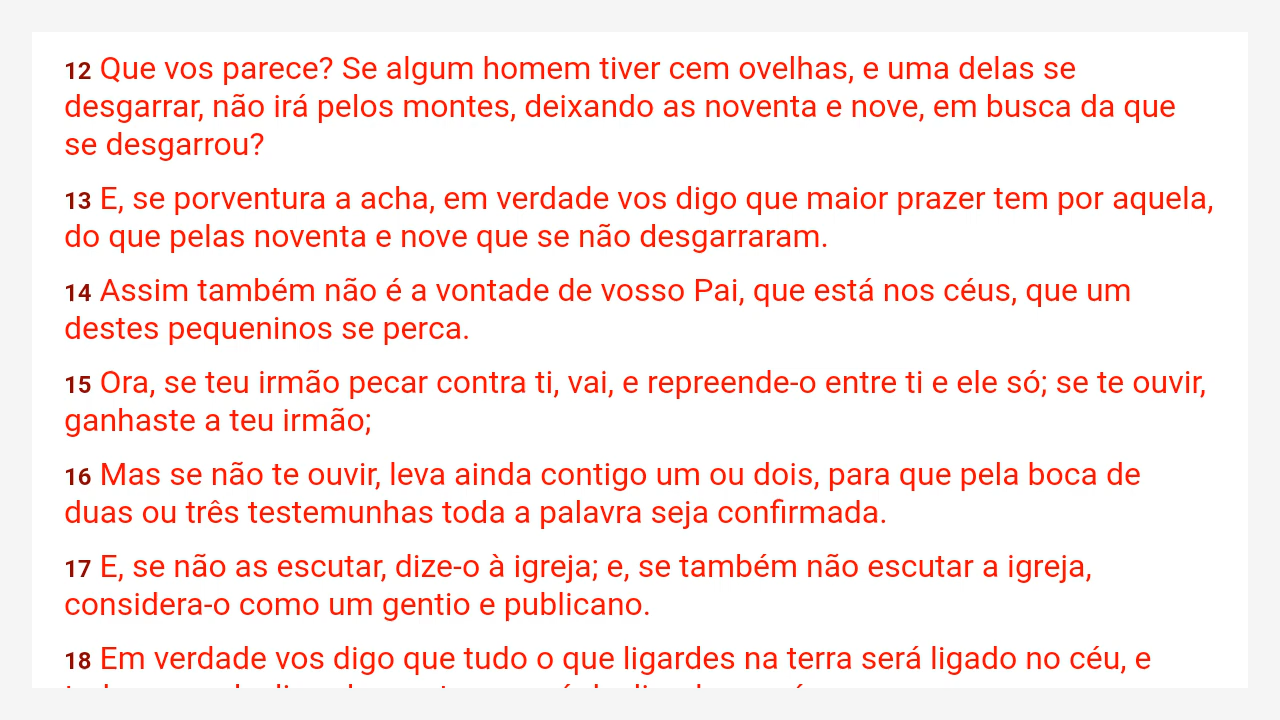 12 Que vos parece? Se algum homem tiver cem ovelhas, e uma delas se
desgarrar, não irá pelos montes, deixando as noventa e nove, em busca da que
se desgarrou?
13 E, se porventura a acha, em verdade vos digo que maior prazer tem por aquela,
do que pelas noventa e nove que se não desgarraram.
14 Assim também não é a vontade de vosso Pai, que está nos céus, que um
destes pequeninos se perca.
15 Ora, se teu irmão pecar contra ti, vai, e repreende-o entre ti e ele só; se te ouvir,
ganhaste a teu irmão;
16 Mas se não te ouvir, leva ainda contigo um ou dois, para que pela boca de
duas ou três testemunhas toda a palavra seja confirmada.
17 E, se não as escutar, dize-o à igreja; e, se também não escutar a igreja,
considera-o como um gentio e publicano.
18 Em verdade vos digo que tudo o que ligardes na terra será ligado no céu, e